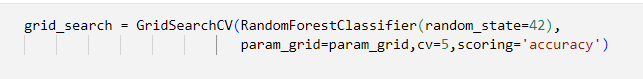 grid_search = GridSearchCV(RandomForestClassifier(random_state=42),
param_grid=param_grid,cv=5,scoring='accuracy')